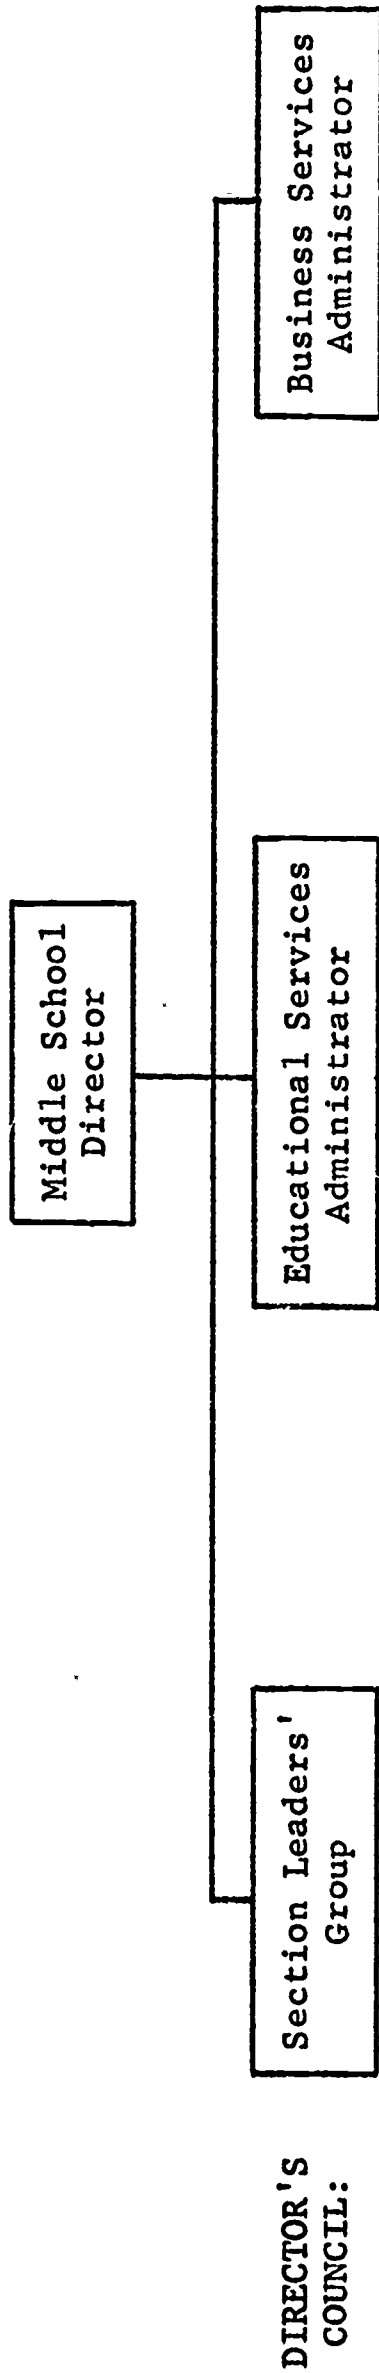 Middle School
Director
DIRECTOR'S
COUNCIL:
Section Leaders'
Group
Educational Services
Administrator
Business Services
Administrator